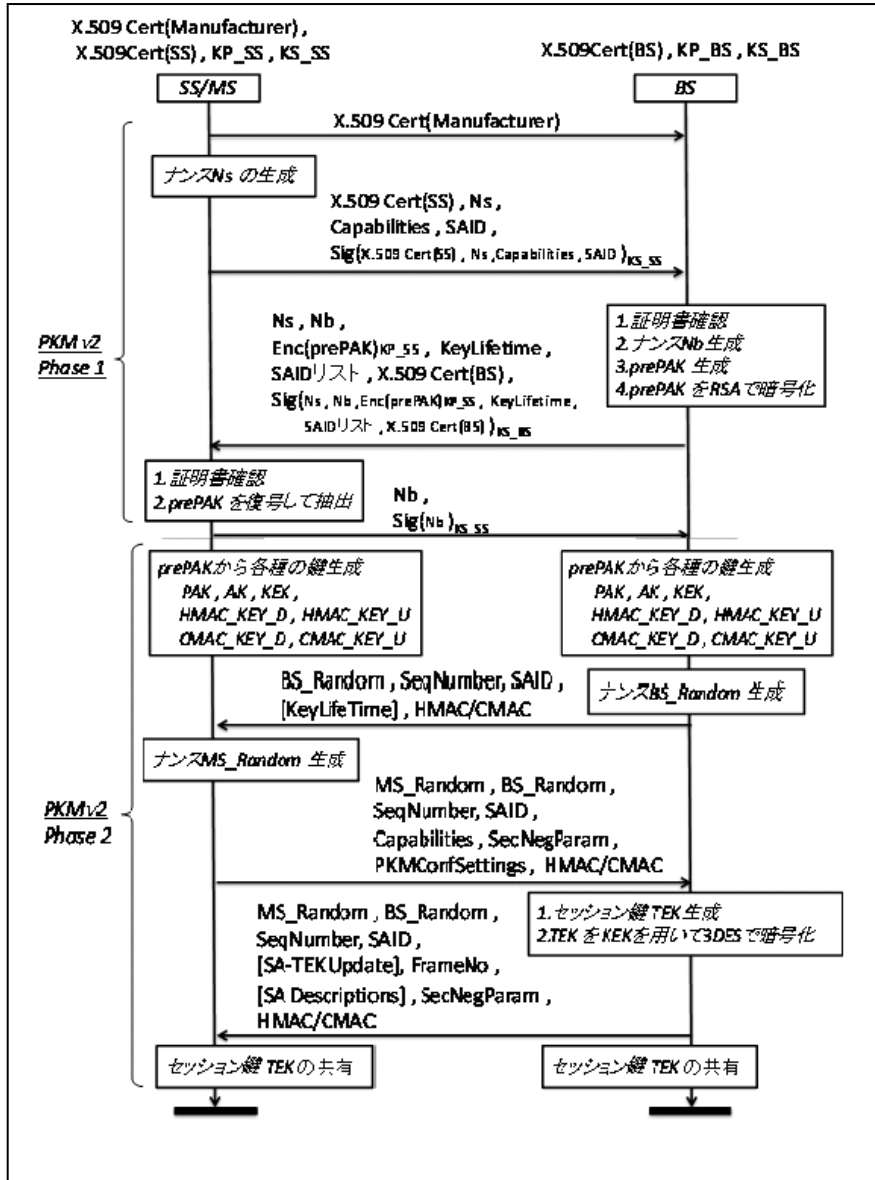 X.509 Cert(Manufacturer) ,
X.509Cert(SS) , KP_SS , KS_SS
X.509Cert(BS) , KP_BS , KS_BS
SS/MS
BS
X.509 Cert(Manufacturer)
ナンスNs の生成
X.509 Cert(SS) , Ns ,
Capabilities , SAID ,
Sig(X.509 Cert(SS) , Ns ,Capabilities , SAID )KS_SS
PKM v2
Phase 1
Ns , Nb ,
Enc(prePAK)KP_SS , KeyLifetime ,
SAIDリスト , X.509 Cert(BS) ,
Sig(Ns , Nb ,Enc(prePAK)KP_SS , KeyLifetime,
SAIDリスト , X.509 Cert(BS) )KS_BS
1.証明書確認
2.ナンスNb 生成
3.prePAK 生成
4.prePAK をRSAで暗号化
1.証明書確認
2.prePAK を復号して抽出
Nb ,
Sig(Nb )KS_SS
prePAKから各種の鍵生成
PAK , AK , KEK ,
HMAC_KEY_D , HMAC_KEY_U
CMAC_KEY_D , CMAC_KEY_U
prePAKから各種の鍵生成
PAK , AK , KEK ,
HMAC_KEY_D , HMAC_KEY_U
CMAC_KEY_D , CMAC_KEY_U
BS_Random , SeqNumber, SAID ,
[KeyLifeTime] , HMAC/CMAC
ナンスBS_Random 生成
ナンスMS_Random 生成
PKMv2
Phase 2
MS_Random , BS_Random ,
SeqNumber, SAID ,
Capabilities , SecNegParam ,
PKMConfSettings , HMAC/CMAC
MS_Random , BS_Random ,
SeqNumber, SAID ,
[SA-TEKUpdate], FrameNo ,
[SA Descriptions] , SecNegParam ,
HMAC/CMAC
1.セッション鍵TEK生成
2.TEK をKEKを用いて3DESで暗号化
セッション鍵 TEK の共有
セッション鍵 TEK の共有